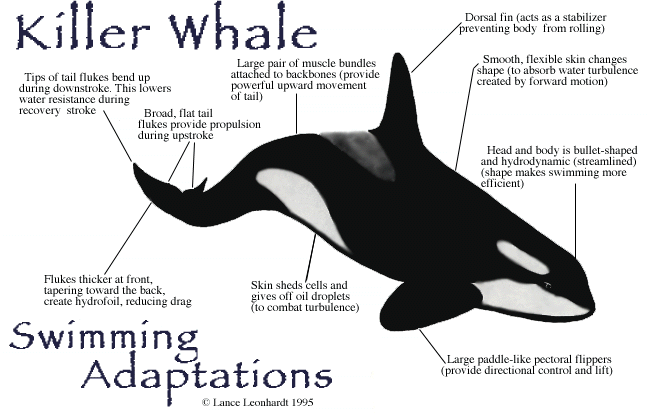 Killer Whale
Dorsal fin (acts as a stabilizer
preventing body from rolling)
Tips of tail flukes bend up
during downstroke. This lowers
water resistance during
recovery stroke
Large pair of muscle bundles
attached to backbones (provide
powerful upward movement
of tail)
Smooth, flexible skin changes
shape (to absorb water turbulence
created by forward motion)
Broad, flat tail
flukes provide propulsion
during upstroke
Head and body is bullet-shaped
and hydrodynamic (streamlined)
(shape makes swimming more
efficient)
Flukes thicker at front,
tapering toward the back,
create hydrofoil, reducing drag
Skin sheds cells and
gives off oil droplets
(to combat turbulence)
Large paddle-like pectoral flippers
(provide directional control and lift)
Swimming
Adaptations
© Lance Leonhardt 1995